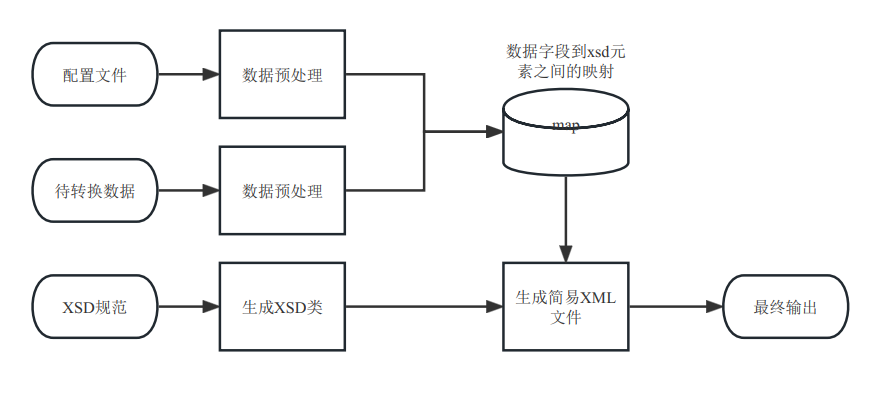 数据字段到xsd元
素之间的映射
配置文件
数据预处理
map
待转换数据
数据预处理
XSD规范
生成XSD类
生成简易XML
文件
最终输出